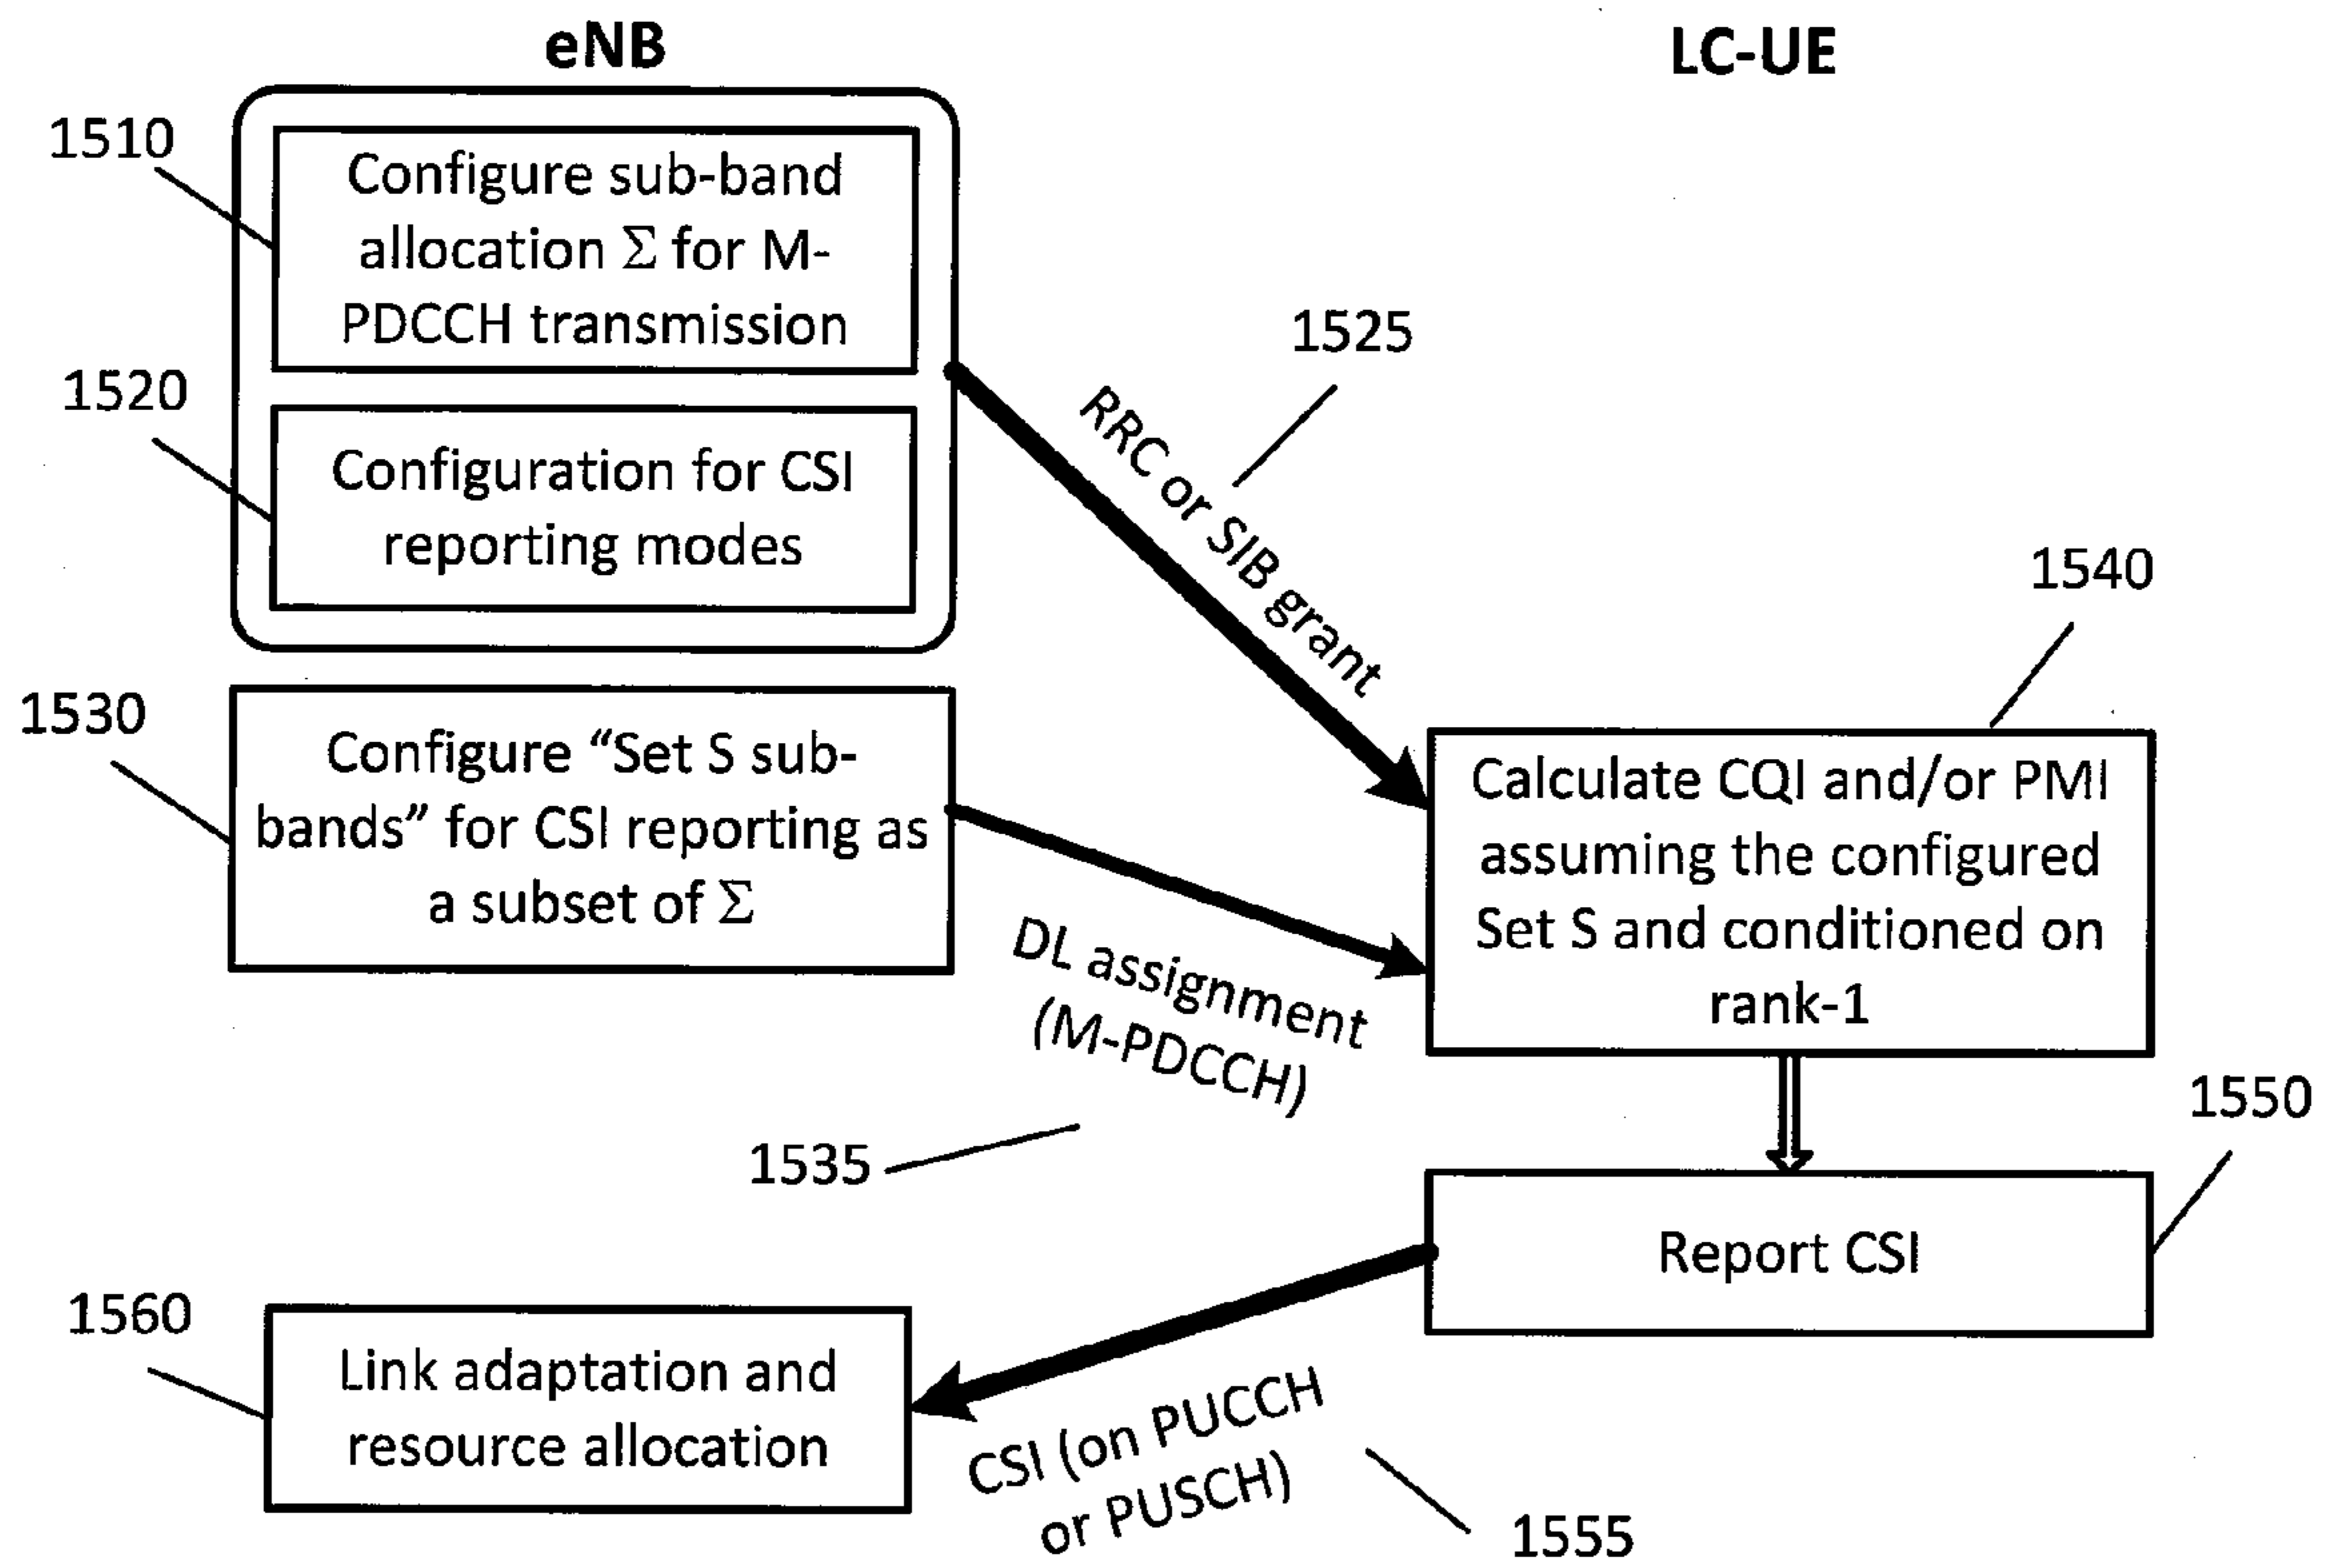 eNB
LC-UE
1510
Configure sub-band
allocation Σ for M-
PDCCH transmission
1520
Configuration for CSI
reporting modes
1525
RRC or SIB grant
1530
Configure “Set S sub-
bands” for CSI reporting as
a subset of Σ
DL assignment
(M-PDCCH)
1535
1540
Calculate CQI and/or PMI
assuming the configured
Set S and conditioned on
rank-1
1550
Report CSI
1560
Link adaptation and
resource allocation
CSI (on PUCCH
or PUSCH)
1555